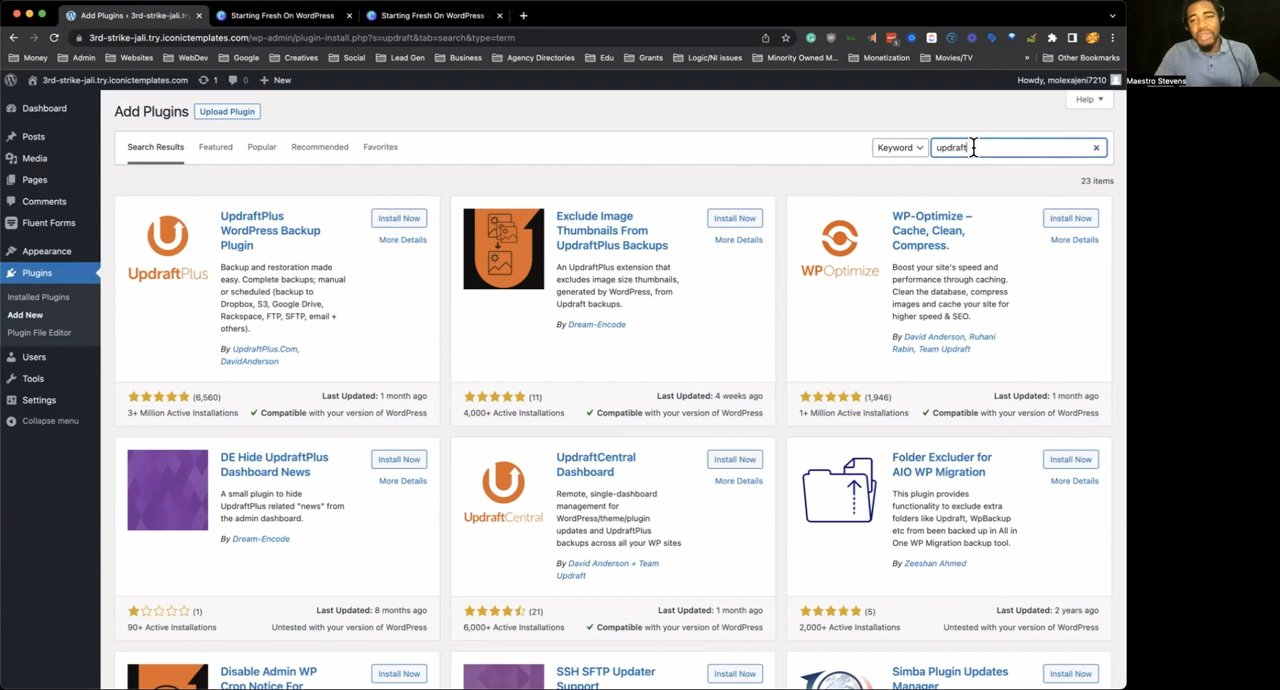 Add Plugins ‹ 3rd-strike-jali.try
Starting Fresh On WordPress
Starting Fresh On WordPress
3rd-strike-jali.try.iconictemplates.com/wp-admin/plugin-install.php?s=updraft&tab=search&type=term
Money
Admin
Websites
WebDev
Google
Creatives
Social
Lead Gen
Business
Agency Directories
Edu
Grants
Logic/NI issues
Minority Owned M...
Monetization
Movies/TV
»
Other Bookmarks
Maestro Stevens
3rd-strike-jali.try.iconictemplates.com
1
0
New
Howdy, molexajeni7210
Dashboard
Posts
Media
Pages
Comments
Fluent Forms
Appearance
Plugins
Installed Plugins
Add New
Plugin File Editor
Users
Tools
Settings
Collapse menu
Add Plugins
Upload Plugin
Help
Search Results
Featured
Popular
Recommended
Favorites
Keyword
updraft
23 items
UpdraftPlus
UpdraftPlus
WordPress Backup
Plugin
Install Now
More Details
Backup and restoration made
easy. Complete backups; manual
or scheduled (backup to
Dropbox, S3, Google Drive,
Rackspace, FTP, SFTP, email +
others).
By UpdraftPlus.Com,
DavidAnderson
(6,560)
Last Updated: 1 month ago
3+ Million Active Installations
Compatible with your version of WordPress
Exclude Image
Thumbnails From
UpdraftPlus Backups
Install Now
More Details
An UpdraftPlus extension that
excludes image size thumbnails,
generated by WordPress, from
Updraft backups.
By Dream-Encode
(11)
Last Updated: 4 weeks ago
4,000+ Active Installations
Compatible with your version of WordPress
WPOptimize
WP-Optimize –
Cache, Clean,
Compress.
Install Now
More Details
Boost your site's speed and
performance through caching.
Clean the database, compress
images and cache your site for
higher speed & SEO.
By David Anderson, Ruhani
Rabin, Team Updraft
(1,946)
Last Updated: 1 month ago
1+ Million Active Installations
Compatible with your version of WordPress
DE Hide UpdraftPlus
Dashboard News
Install Now
More Details
A small plugin to hide
UpdraftPlus related "news" from
the admin dashboard.
By Dream-Encode
(1)
Last Updated: 8 months ago
90+ Active Installations
Untested with your version of WordPress
UpdraftCentral
UpdraftCentral
Dashboard
Install Now
More Details
Remote, single-dashboard
management for
WordPress/theme/plugin
updates and UpdraftPlus
backups across all your WP sites
By David Anderson + Team
Updraft
(21)
Last Updated: 1 month ago
6,000+ Active Installations
Compatible with your version of WordPress
Folder Excluder for
AIO WP Migration
Install Now
More Details
This plugin provides
functionality to exclude extra
folders like Updraft, WpBackup
etc from been backed up in All in
One WP Migration backup tool.
By Zeeshan Ahmed
(5)
Last Updated: 2 years ago
2,000+ Active Installations
Untested with your version of WordPress
Disable Admin WP
Cron Notice For
Install Now
SSH SFTP Updater
Support
Install Now
Simba Plugin Updates
Manager
Install Now